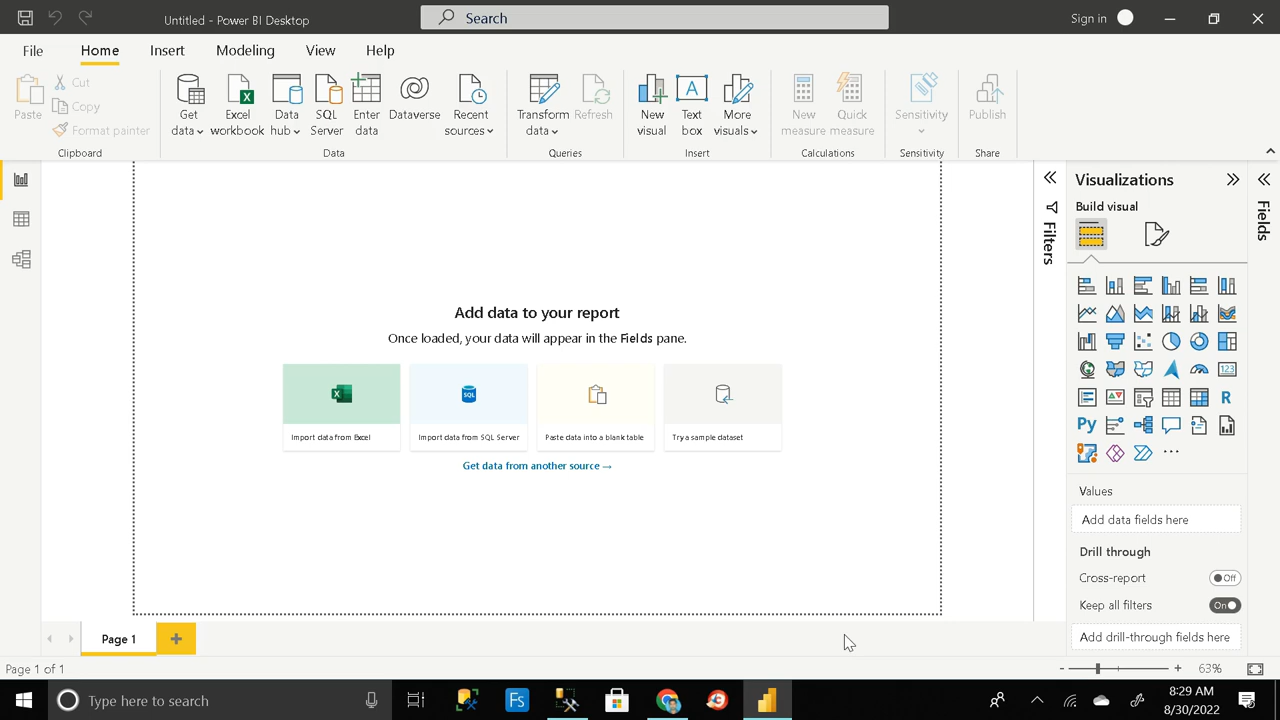 Untitled - Power BI Desktop
Search
Sign in
File Home Insert Modeling View Help
Paste
Cut
Copy
Format painter
Clipboard
Get data
Excel workbook
Data hub
SQL Server
Enter data
Dataverse
Recent sources
Data
Transform data
Refresh
Queries
New visual
Text box
More visuals
Insert
New measure
Quick measure
Calculations
Sensitivity
Sensitivity
Publish
Share
Add data to your report
Once loaded, your data will appear in the Fields pane.
X
SQL
Import data from Excel
Import data from SQL Server
Paste data into a blank table
Try a sample dataset
Get data from another source →
Filters
Visualizations
Build visual
123
R
Py
Values
Add data fields here
Drill through
Cross-report
Off
Keep all filters
On
Add drill-through fields here
Fields
Page 1
Page 1 of 1
63%
Type here to search
Fs
8:29 AM
8/30/2022